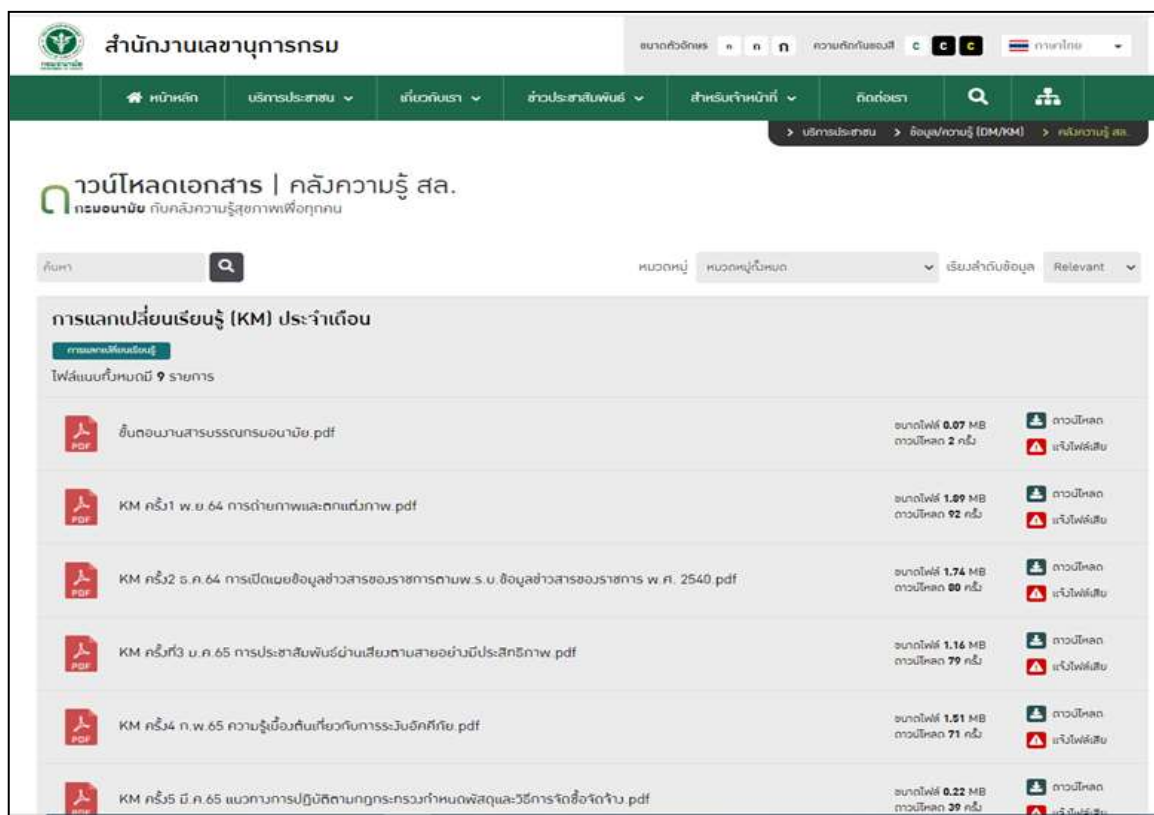 สำนักงานเลขานุการกรม
ขนาดตัวอักษร ก ก ก ความตัดกันของสี C C C ภาษาไทย
กรมอนามัย
หน้าหลัก บริการประชาชน เกี่ยวกับเรา ข่าวประชาสัมพันธ์ สำหรับเจ้าหน้าที่ ติดต่อเรา
> บริการประชาชน > ข้อมูล/ความรู้ (DM/KM) > คลังความรู้ สล.
ดาวน์โหลดเอกสาร | คลังความรู้ สล.
กรมอนามัย กับคลังความรู้สุขภาพเพื่อทุกคน
ค้นหา หมวดหมู่ หมวดหมู่ทั้งหมด เรียงลำดับข้อมูล Relevant
การแลกเปลี่ยนเรียนรู้ (KM) ประจำเดือน
การแลกเปลี่ยนเรียนรู้
ไฟล์แนบทั้งหมดมี 9 รายการ
PDF ขั้นตอนงานสารบรรณกรมอนามัย.pdf ขนาดไฟล์ 0.07 MB ดาวน์โหลด
ดาวน์โหลด 2 ครั้ง แจ้งไฟล์เสีย
PDF KM ครั้ง1 พ.ย.64 การถ่ายภาพและตกแต่งภาพ.pdf ขนาดไฟล์ 1.89 MB ดาวน์โหลด
ดาวน์โหลด 92 ครั้ง แจ้งไฟล์เสีย
PDF KM ครั้ง2 ธ.ค.64 การเปิดเผยข้อมูลข่าวสารของราชการตามพ.ร.บ.ข้อมูลข่าวสารของราชการ พ.ศ. 2540.pdf ขนาดไฟล์ 1.74 MB ดาวน์โหลด
ดาวน์โหลด 80 ครั้ง แจ้งไฟล์เสีย
PDF KM ครั้งที่3 ม.ค.65 การประชาสัมพันธ์ผ่านเสียงตามสายอย่างมีประสิทธิภาพ.pdf ขนาดไฟล์ 1.16 MB ดาวน์โหลด
ดาวน์โหลด 79 ครั้ง แจ้งไฟล์เสีย
PDF KM ครั้ง4 ก.พ.65 ความรู้เบื้องต้นเกี่ยวกับการระงับอัคคีภัย.pdf ขนาดไฟล์ 1.51 MB ดาวน์โหลด
ดาวน์โหลด 71 ครั้ง แจ้งไฟล์เสีย
PDF KM ครั้ง5 มี.ค.65 แนวทางการปฏิบัติตามกฎกระทรวงกำหนดพัสดุและวิธีการจัดซื้อจัดจ้าง.pdf ขนาดไฟล์ 0.22 MB ดาวน์โหลด
ดาวน์โหลด 39 ครั้ง แจ้งไฟล์เสีย